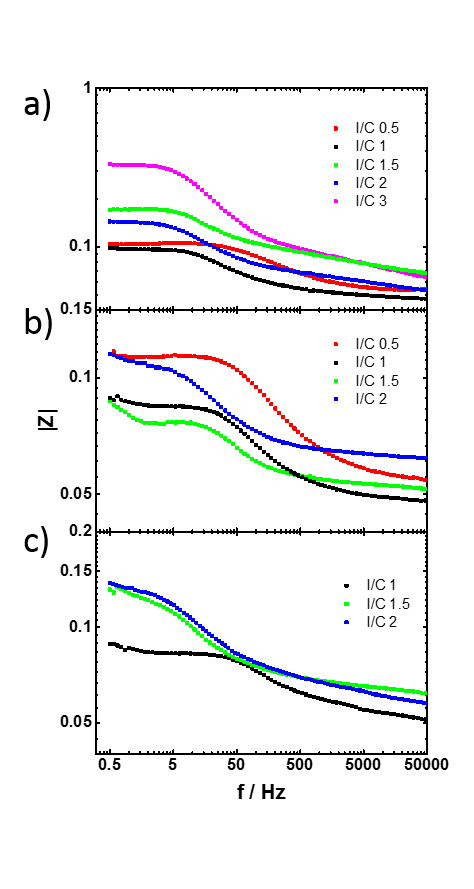 a)
1
I/C 0.5
I/C 1
I/C 1.5
I/C 2
I/C 3
0.1
0.15
b)
I/C 0.5
I/C 1
I/C 1.5
I/C 2
0.1
|Z|
0.05
0.2
c)
0.15
I/C 1
I/C 1.5
I/C 2
0.1
0.05
0.5 5 50 500 5000 50000
f / Hz